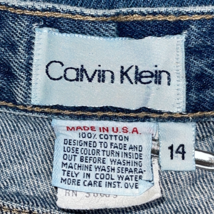 Calvin Klein
MADE IN U.S.A.
100% COTTON
DESIGNED TO FADE AND
LOSE COLOR TURN INSIDE
OUT BEFORE WASHING
MACHINE WASH SEPARA-
TELY IN COOL WATER
MORE CARE INST. OVE
RN
14